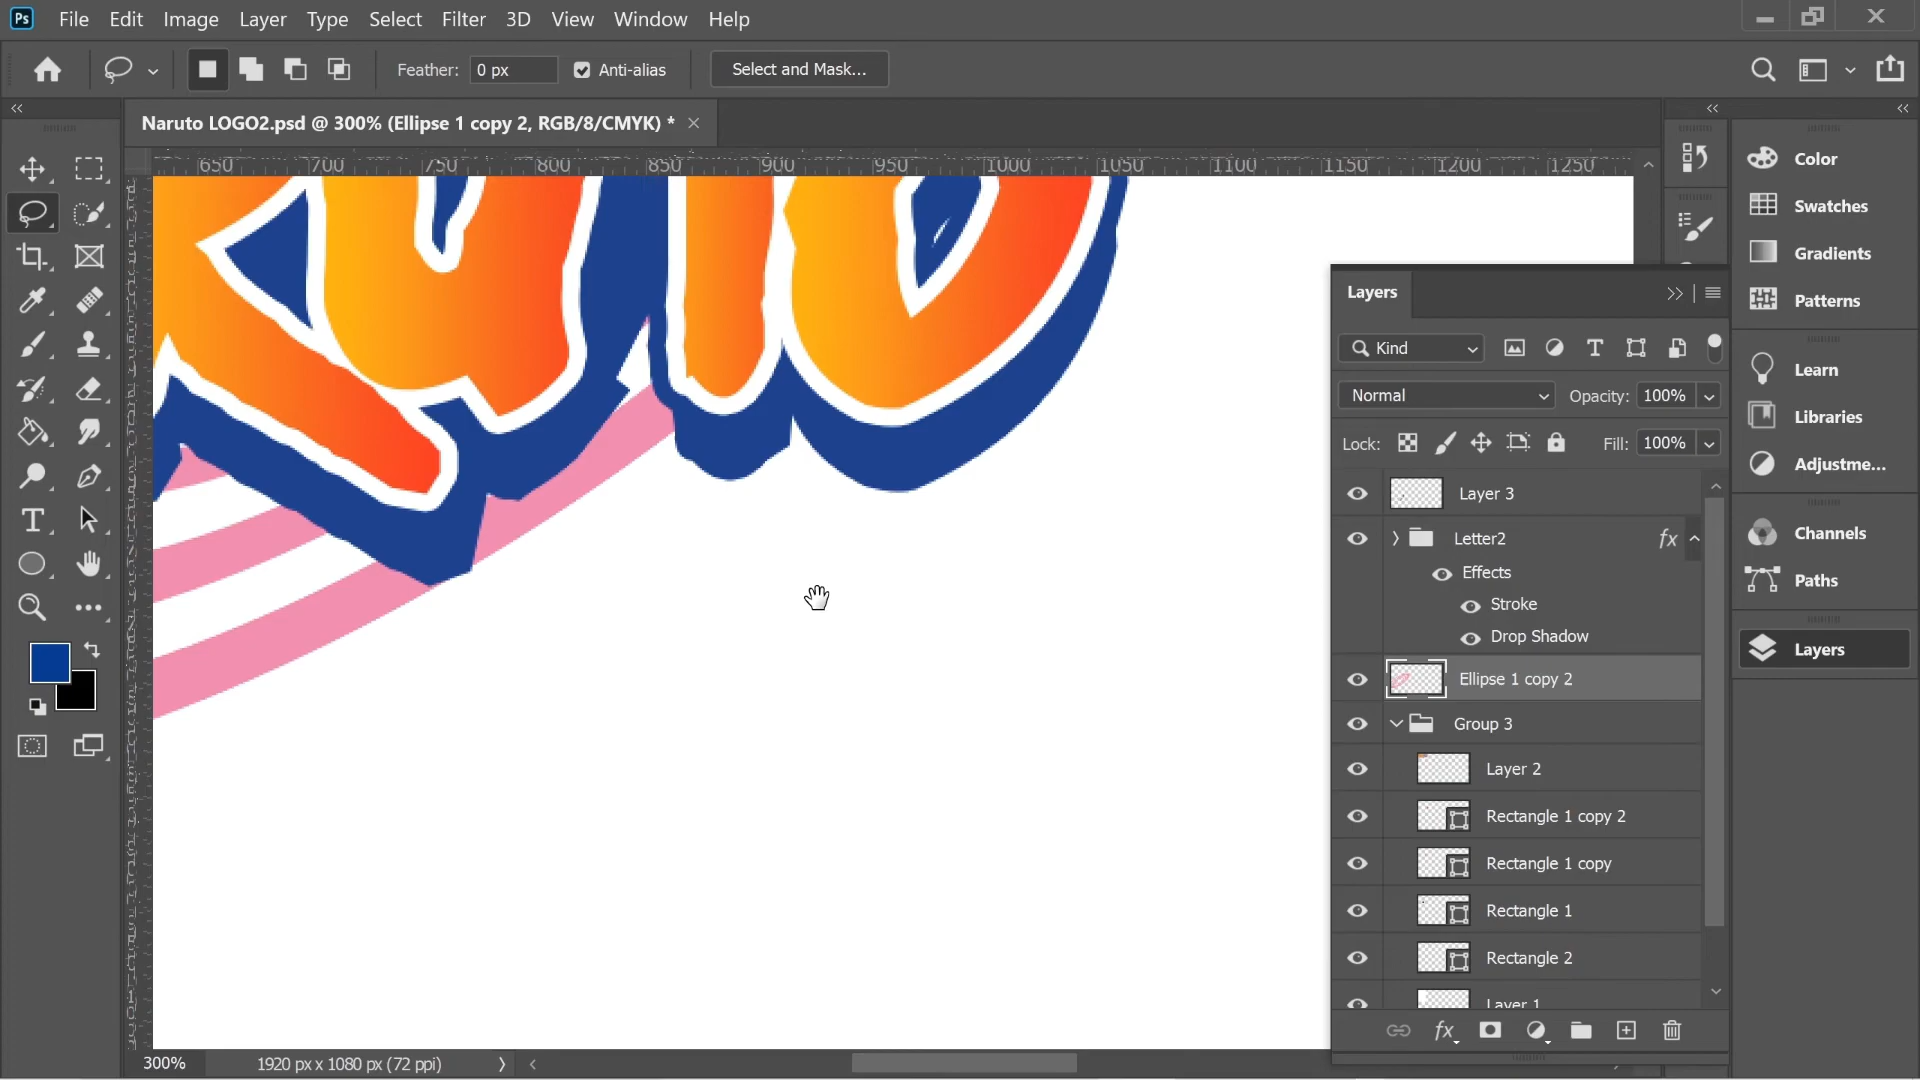 Ps File Edit Image Layer Type Select Filter 3D View Window Help
Feather: 0 px Anti-alias Select and Mask...
Naruto LOGO2.psd @ 300% (Ellipse 1 copy 2, RGB/8/CMYK) *
650 700 750 800 850 900 950 1000 1050 1100 1150 1200 1250
Layers
Kind
Normal Opacity: 100%
Lock: Fill: 100%
Layer 3
Letter2 fx
Effects
Stroke
Drop Shadow
Ellipse 1 copy 2
Group 3
Layer 2
Rectangle 1 copy 2
Rectangle 1 copy
Rectangle 1
Rectangle 2
Layer 1
fx
Color
Swatches
Gradients
Patterns
Learn
Libraries
Adjustme...
Channels
Paths
Layers
300% 1920 px x 1080 px (72 ppi)